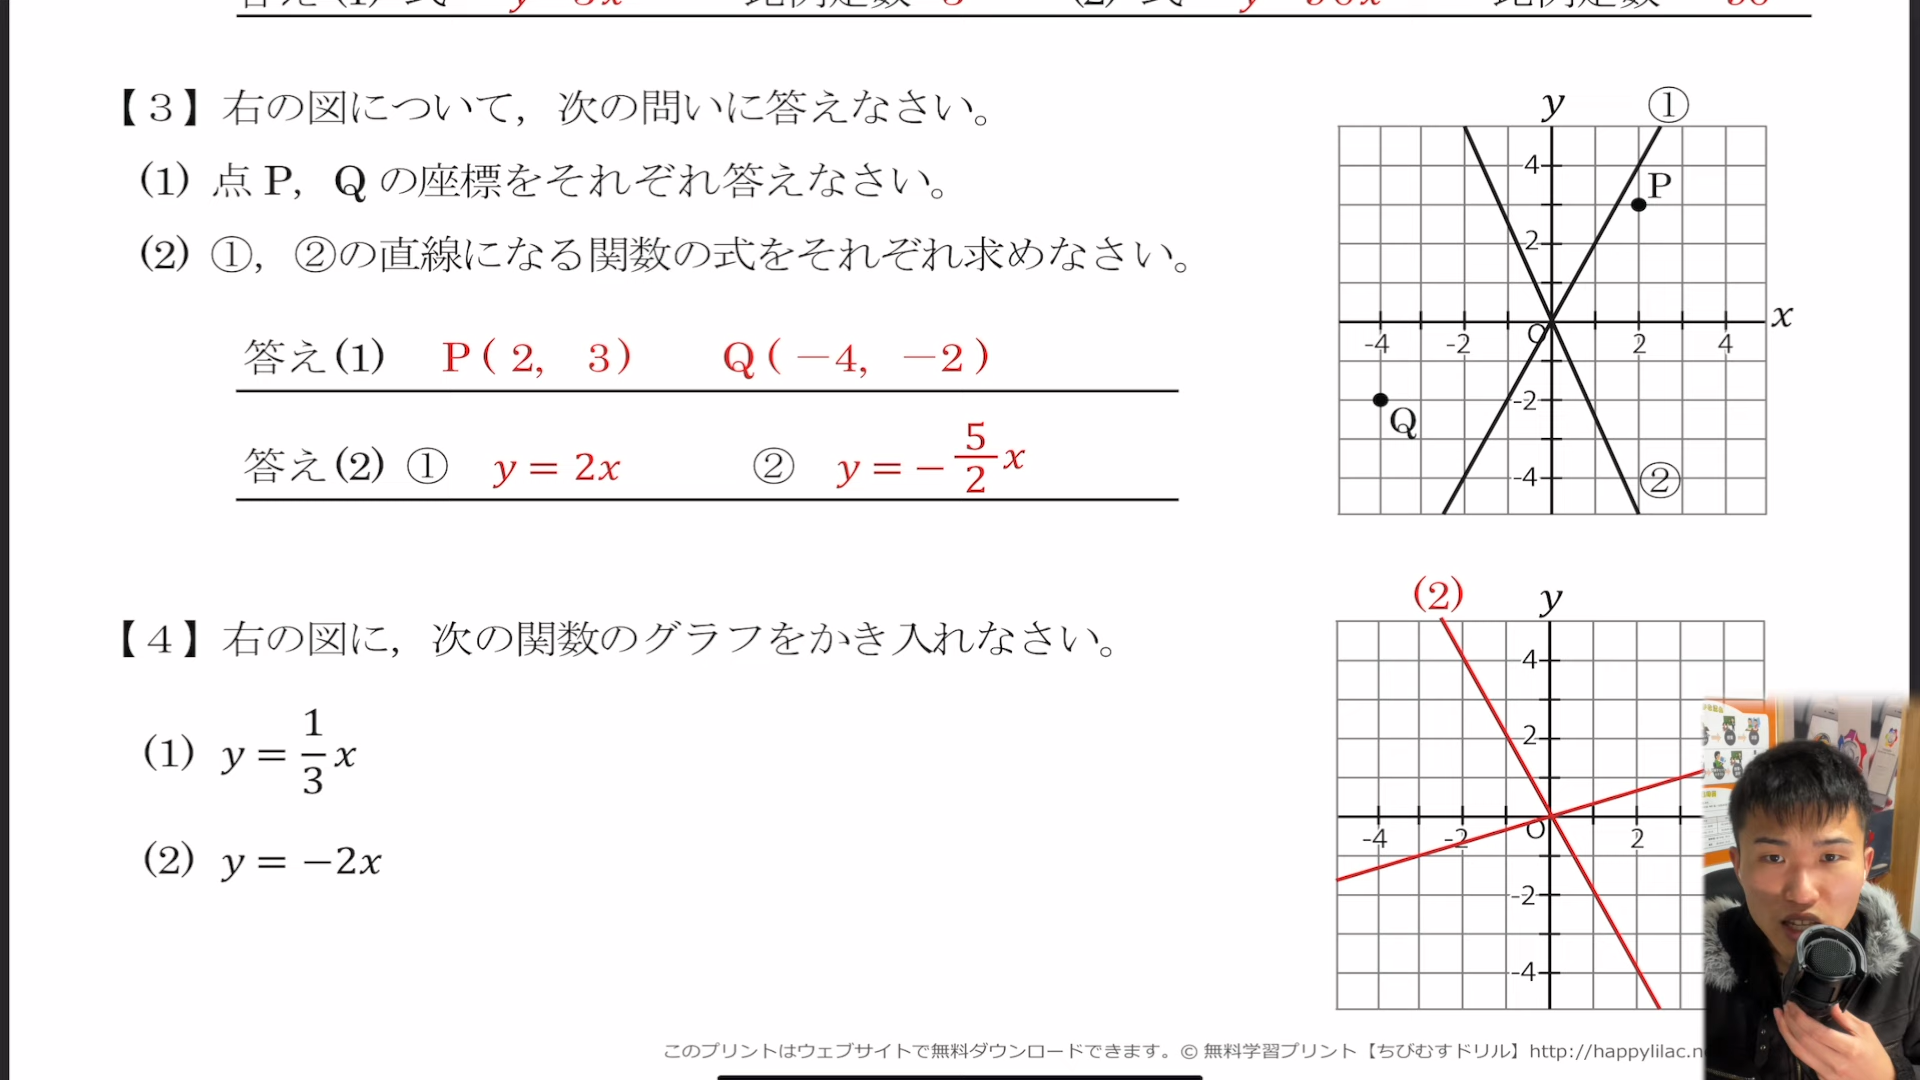 【３】右の図について，次の問いに答えなさい。
(1) 点 P，Q の座標をそれぞれ答えなさい。
(2) ①，②の直線になる関数の式をそれぞれ求めなさい。
答え(1) P( 2, 3) Q( −4, −2 )
答え(2) ① y = 2x ② y = − 5/2 x
y ①
4
P
2
O
x
-4 -2 2 4
-2
Q
-4
②
【４】右の図に，次の関数のグラフをかき入れなさい。
(1) y = 1/3 x
(2) y = −2x
(2) y
4
2
O
-4 -2 2
-2
-4
このプリントはウェブサイトで無料ダウンロードできます。© 無料学習プリント【ちびむすドリル】http://happylilac.n